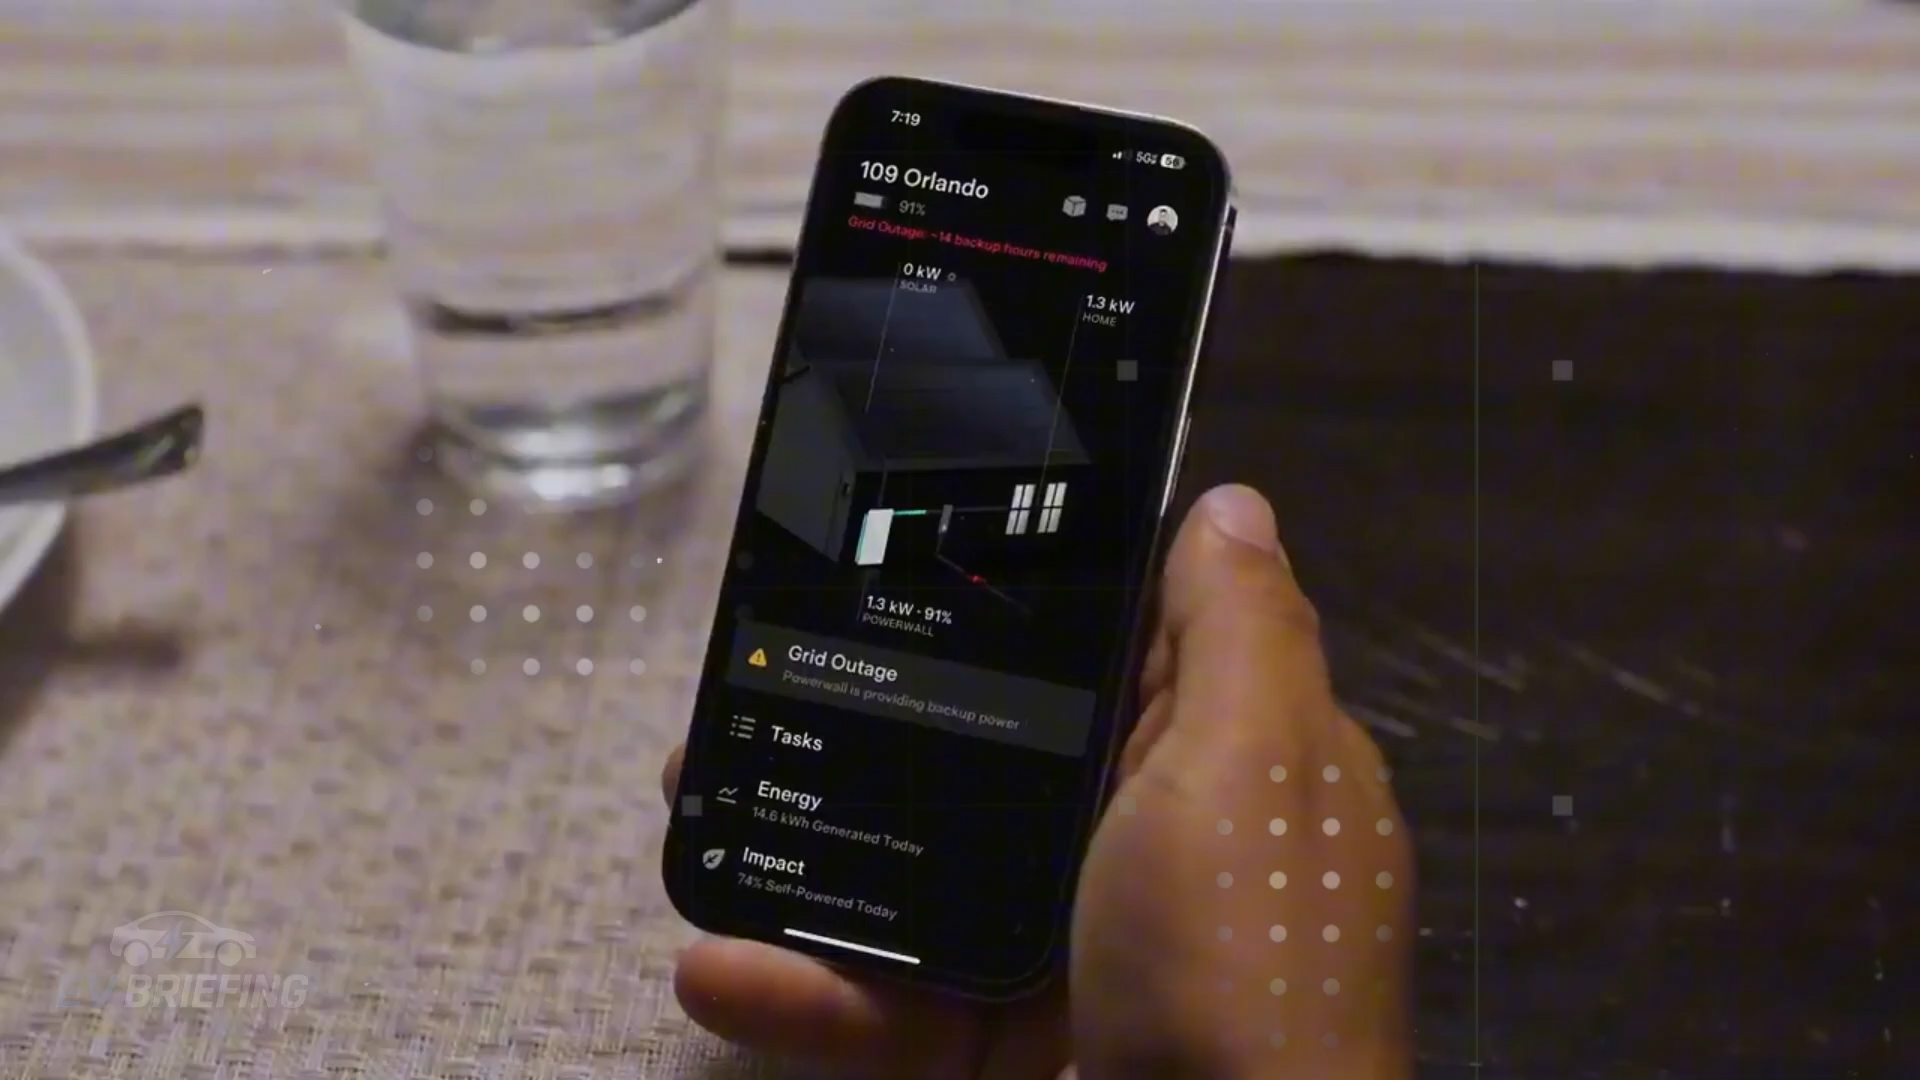 7:19
5G 56
109 Orlando
91%
Grid Outage: ~14 backup hours remaining
0 kW
SOLAR
1.3 kW
HOME
1.3 kW · 91%
POWERWALL
Grid Outage
Powerwall is providing backup power
Tasks
Energy
14.6 kWh Generated Today
Impact
74% Self-Powered Today
EV BRIEFING